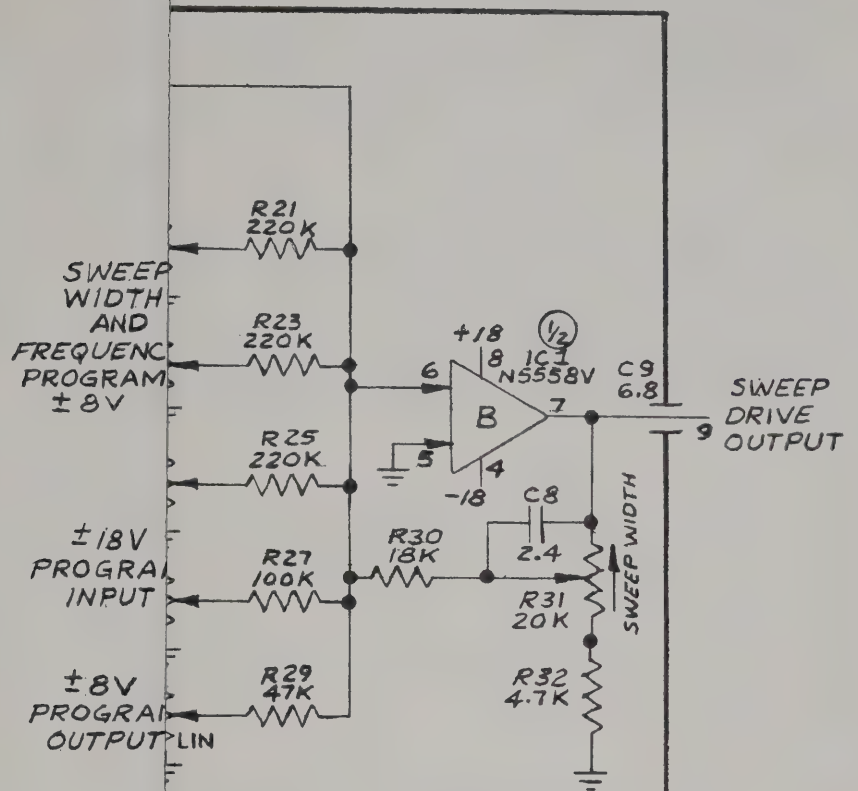 R21
220K
SWEEP
WIDTH
AND
FREQUENC
PROGRAM
± 8V
R23
220K
R25
220K
±18V
PROGRAI
INPUT
R27
100K
±8V
PROGRAI
OUTPUT LIN
R29
47K
R30
18K
+18
8
1/2
IC1
N5558V
6
B
7
5
4
-18
C9
6.8
9
SWEEP
DRIVE
OUTPUT
C8
2.4
R31
20K
SWEEP WIDTH
R32
4.7K